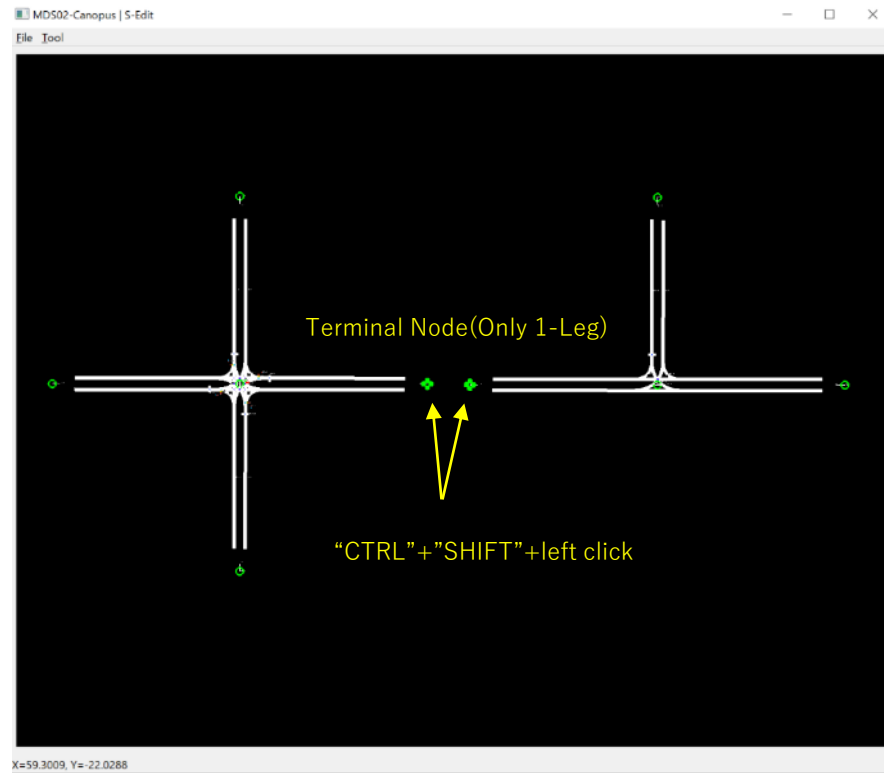 MDS02-Canopus | S-Edit
File Tool
Terminal Node(Only 1-Leg)
“CTRL”+”SHIFT”+left click
X=59.3009, Y=-22.0288